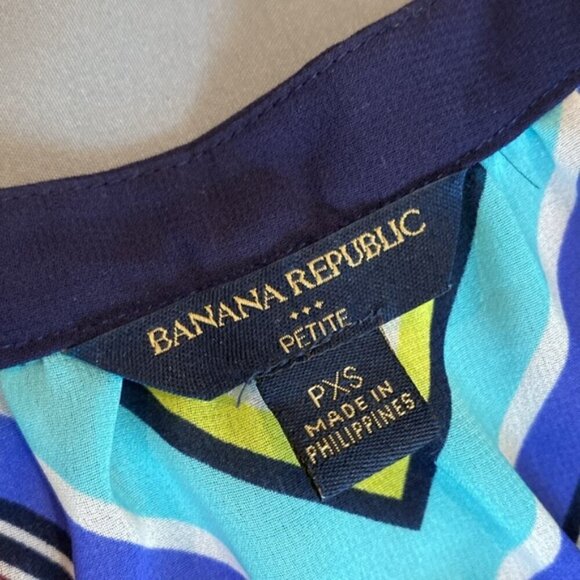 BANANA REPUBLIC
PETITE
PXS
MADE IN
PHILIPPINES